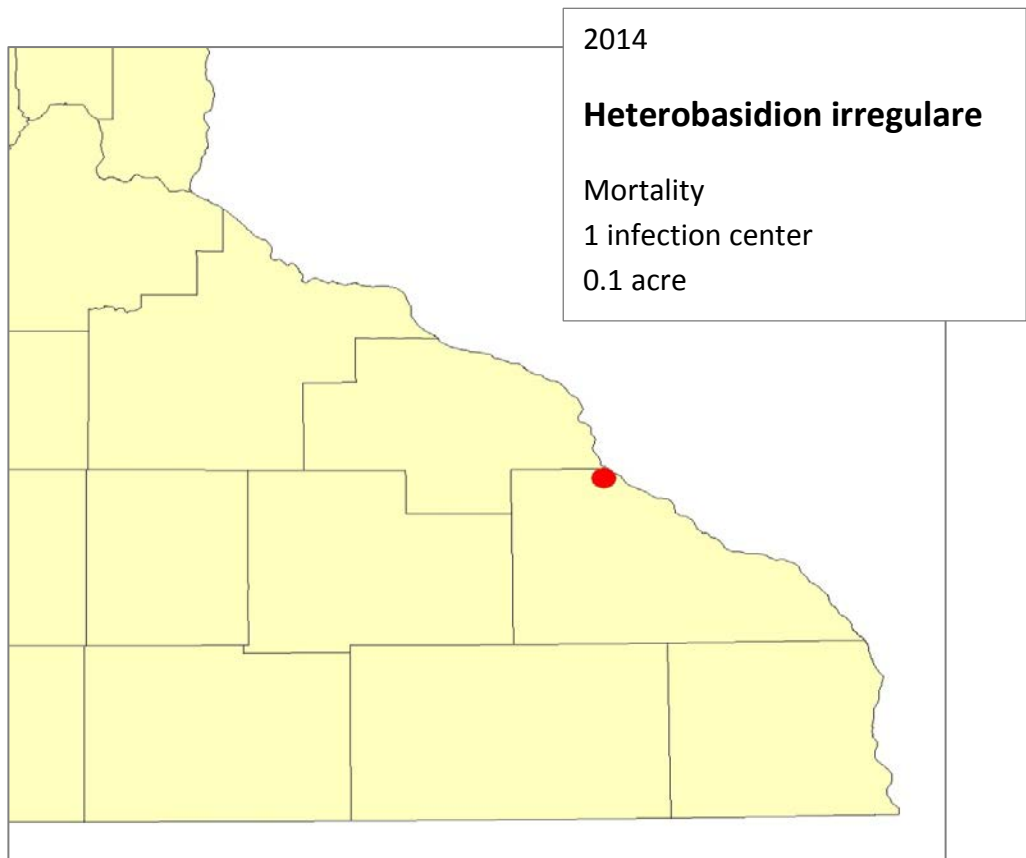 2014
Heterobasidion irregulare
Mortality
1 infection center
0.1 acre